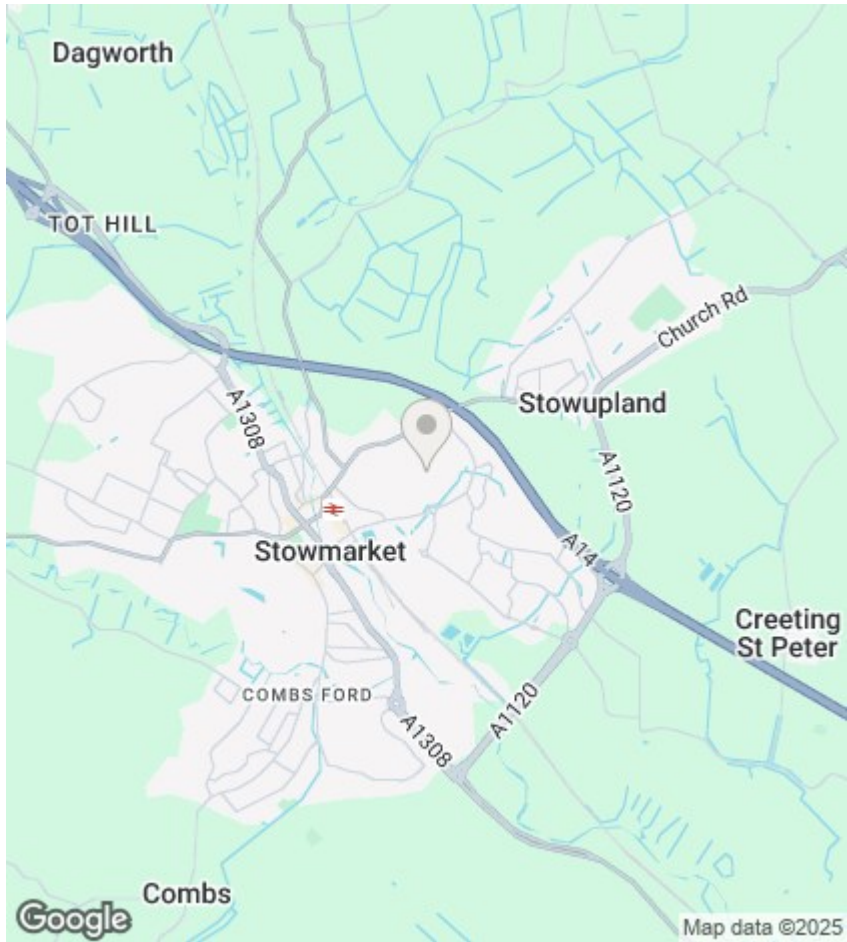 Dagworth
TOT HILL
Church Rd
Stowupland
A1308
A1120
Stowmarket
A14
Creeting
St Peter
COMBS FORD
A1120
A1308
Combs
Google
Map data ©2025